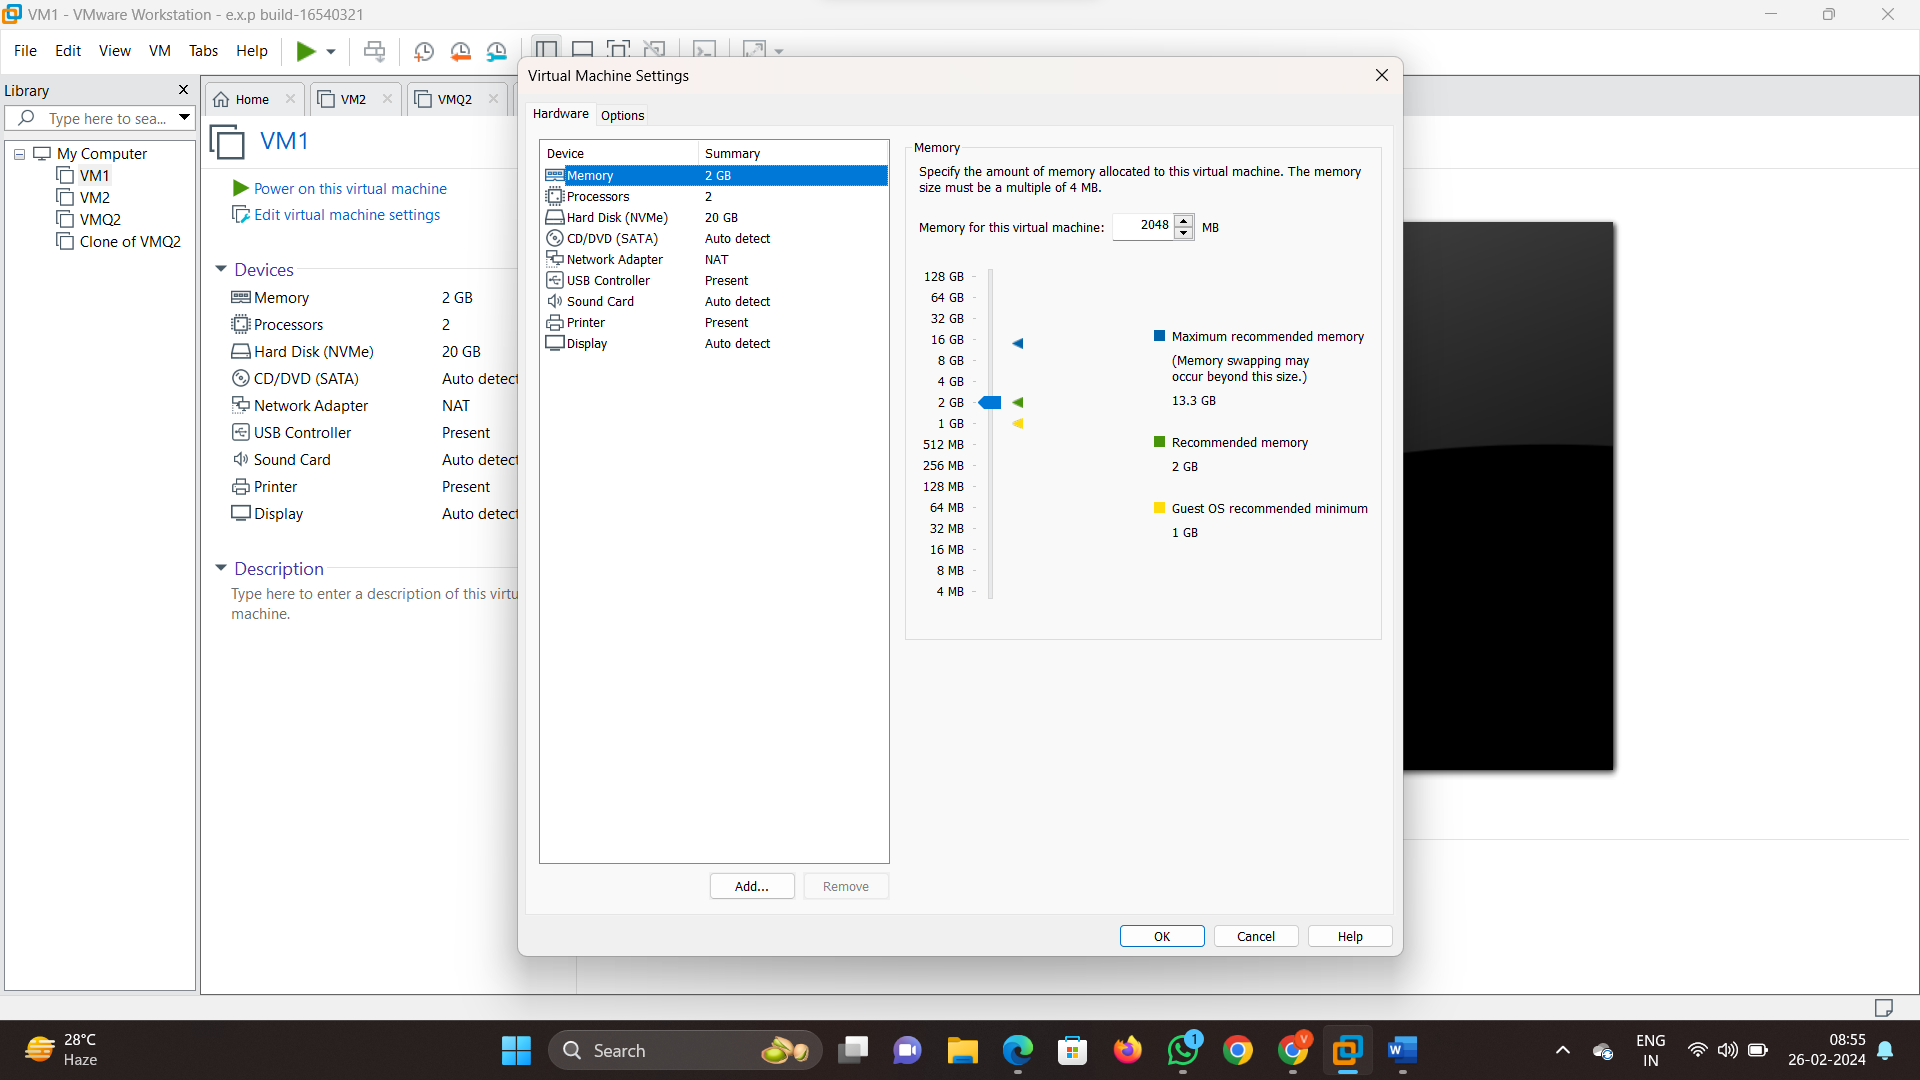 VM1 - VMware Workstation - e.x.p build-16540321
File Edit View VM Tabs Help
Library
Type here to sea...
My Computer
VM1
VM2
VMQ2
Clone of VMQ2
Home
VM2
VMQ2
VM1
Power on this virtual machine
Edit virtual machine settings
Devices
Memory 2 GB
Processors 2
Hard Disk (NVMe) 20 GB
CD/DVD (SATA) Auto detect
Network Adapter NAT
USB Controller Present
Sound Card Auto detect
Printer Present
Display Auto detect
Description
Type here to enter a description of this virtu
machine.
Virtual Machine Settings
Hardware Options
Device Summary
Memory 2 GB
Processors 2
Hard Disk (NVMe) 20 GB
CD/DVD (SATA) Auto detect
Network Adapter NAT
USB Controller Present
Sound Card Auto detect
Printer Present
Display Auto detect
Add... Remove
Memory
Specify the amount of memory allocated to this virtual machine. The memory
size must be a multiple of 4 MB.
Memory for this virtual machine: 2048 MB
128 GB
64 GB
32 GB
16 GB
8 GB
4 GB
2 GB
1 GB
512 MB
256 MB
128 MB
64 MB
32 MB
16 MB
8 MB
4 MB
Maximum recommended memory
(Memory swapping may
occur beyond this size.)
13.3 GB
Recommended memory
2 GB
Guest OS recommended minimum
1 GB
OK Cancel Help
28°C
Haze
Search
1
V
W
ENG
IN
08:55
26-02-2024